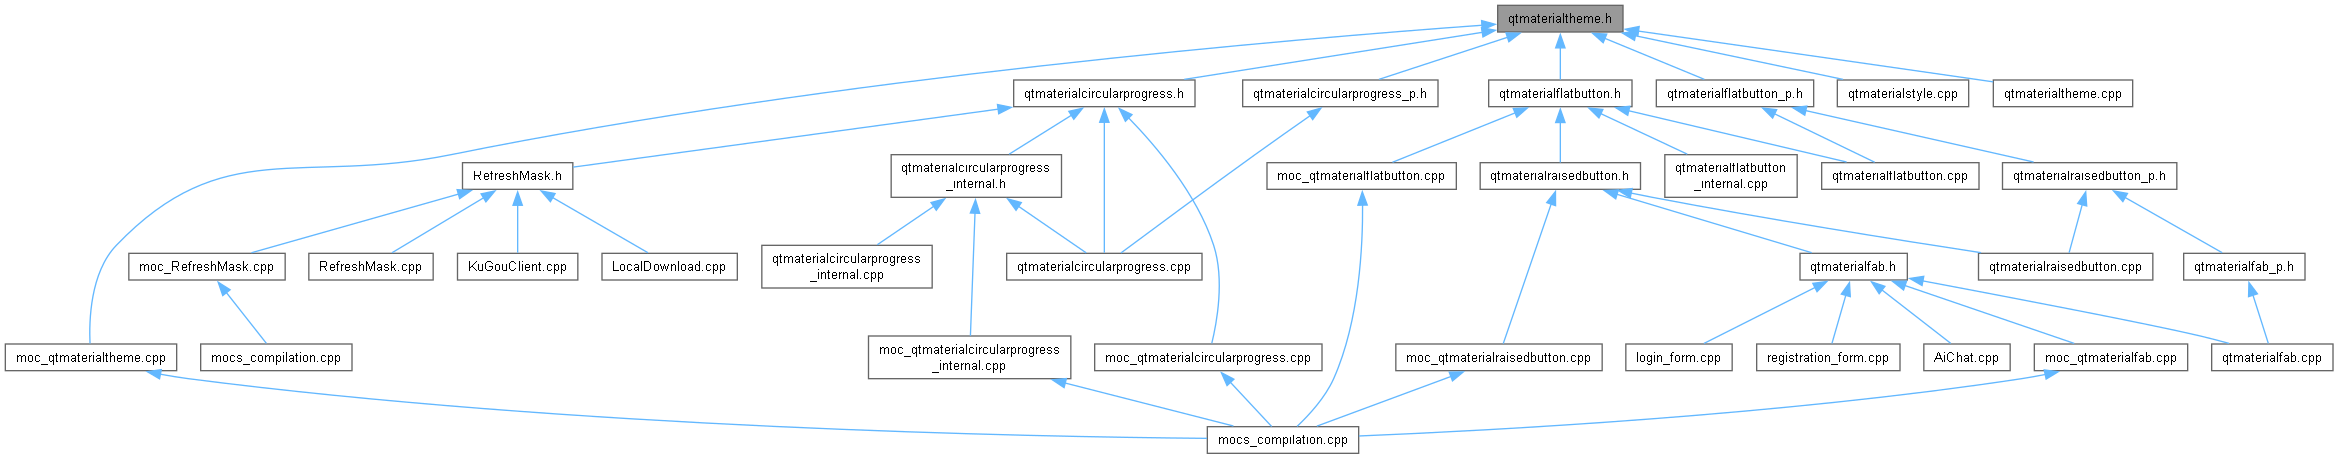 qtmaterialtheme.h
qtmaterialcircularprogress.h
qtmaterialcircularprogress_p.h
qtmaterialflatbutton.h
qtmaterialflatbutton_p.h
qtmaterialstyle.cpp
qtmaterialtheme.cpp
RefreshMask.h
qtmaterialcircularprogress
_internal.h
moc_qtmaterialflatbutton.cpp
qtmaterialraisedbutton.h
qtmaterialflatbutton
_internal.cpp
qtmaterialflatbutton.cpp
qtmaterialraisedbutton_p.h
moc_RefreshMask.cpp
RefreshMask.cpp
KuGouClient.cpp
LocalDownload.cpp
qtmaterialcircularprogress
_internal.cpp
qtmaterialcircularprogress.cpp
qtmaterialfab.h
qtmaterialraisedbutton.cpp
qtmaterialfab_p.h
moc_qtmaterialtheme.cpp
mocs_compilation.cpp
moc_qtmaterialcircularprogress
_internal.cpp
moc_qtmaterialcircularprogress.cpp
moc_qtmaterialraisedbutton.cpp
login_form.cpp
registration_form.cpp
AiChat.cpp
moc_qtmaterialfab.cpp
qtmaterialfab.cpp
mocs_compilation.cpp